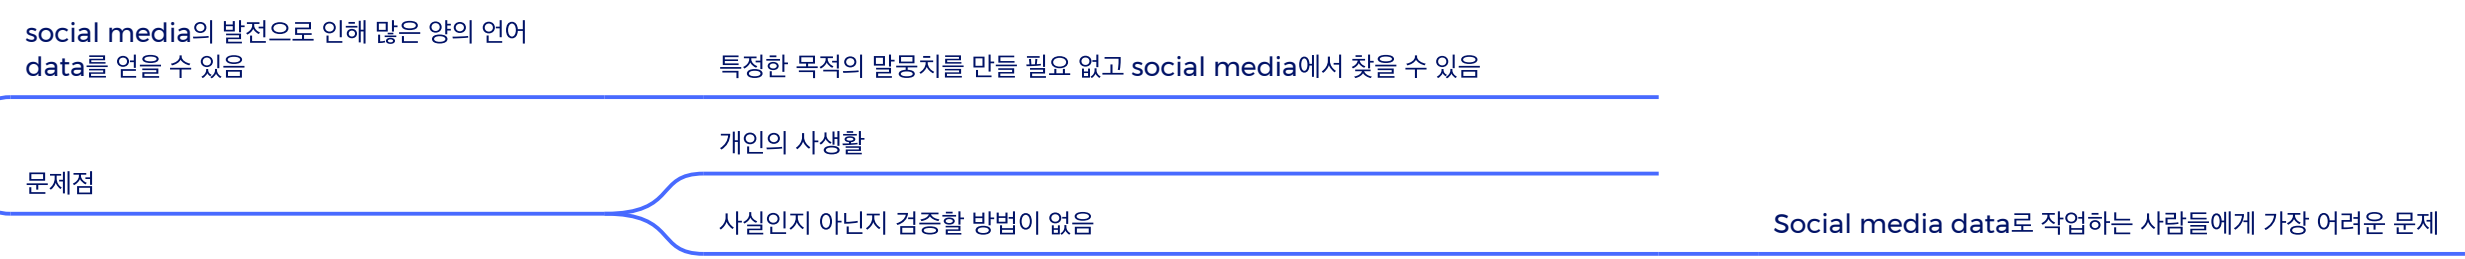 social media의 발전으로 인해 많은 양의 언어
data를 얻을 수 있음
특정한 목적의 말뭉치를 만들 필요 없고 social media에서 찾을 수 있음
문제점
개인의 사생활
사실인지 아닌지 검증할 방법이 없음
Social media data로 작업하는 사람들에게 가장 어려운 문제